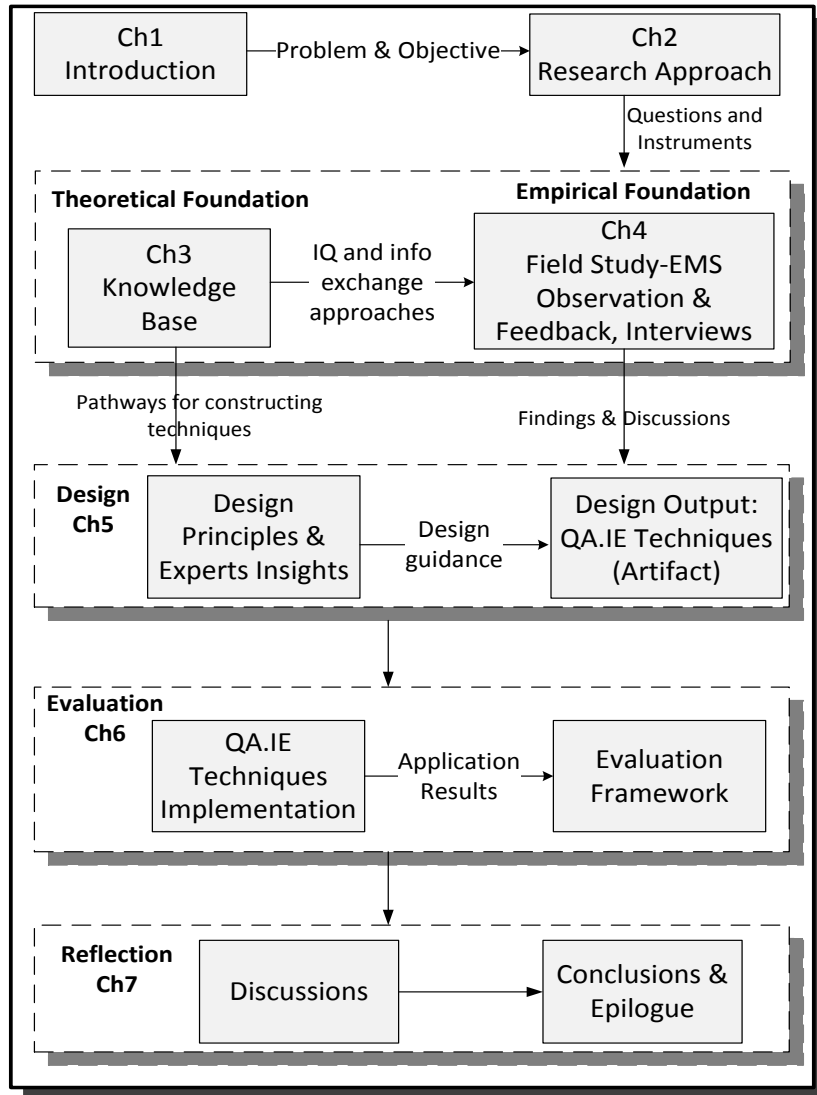 Ch1
Introduction
Problem & Objective
Ch2
Research Approach
Questions and
Instruments
Theoretical Foundation
Empirical Foundation
Ch3
Knowledge
Base
IQ and info
exchange
approaches
Ch4
Field Study-EMS
Observation &
Feedback, Interviews
Pathways for constructing
techniques
Findings & Discussions
Design
Ch5
Design
Principles &
Experts Insights
Design
guidance
Design Output:
QA.IE Techniques
(Artifact)
Evaluation
Ch6
QA.IE
Techniques
Implementation
Application
Results
Evaluation
Framework
Reflection
Ch7
Discussions
Conclusions &
Epilogue